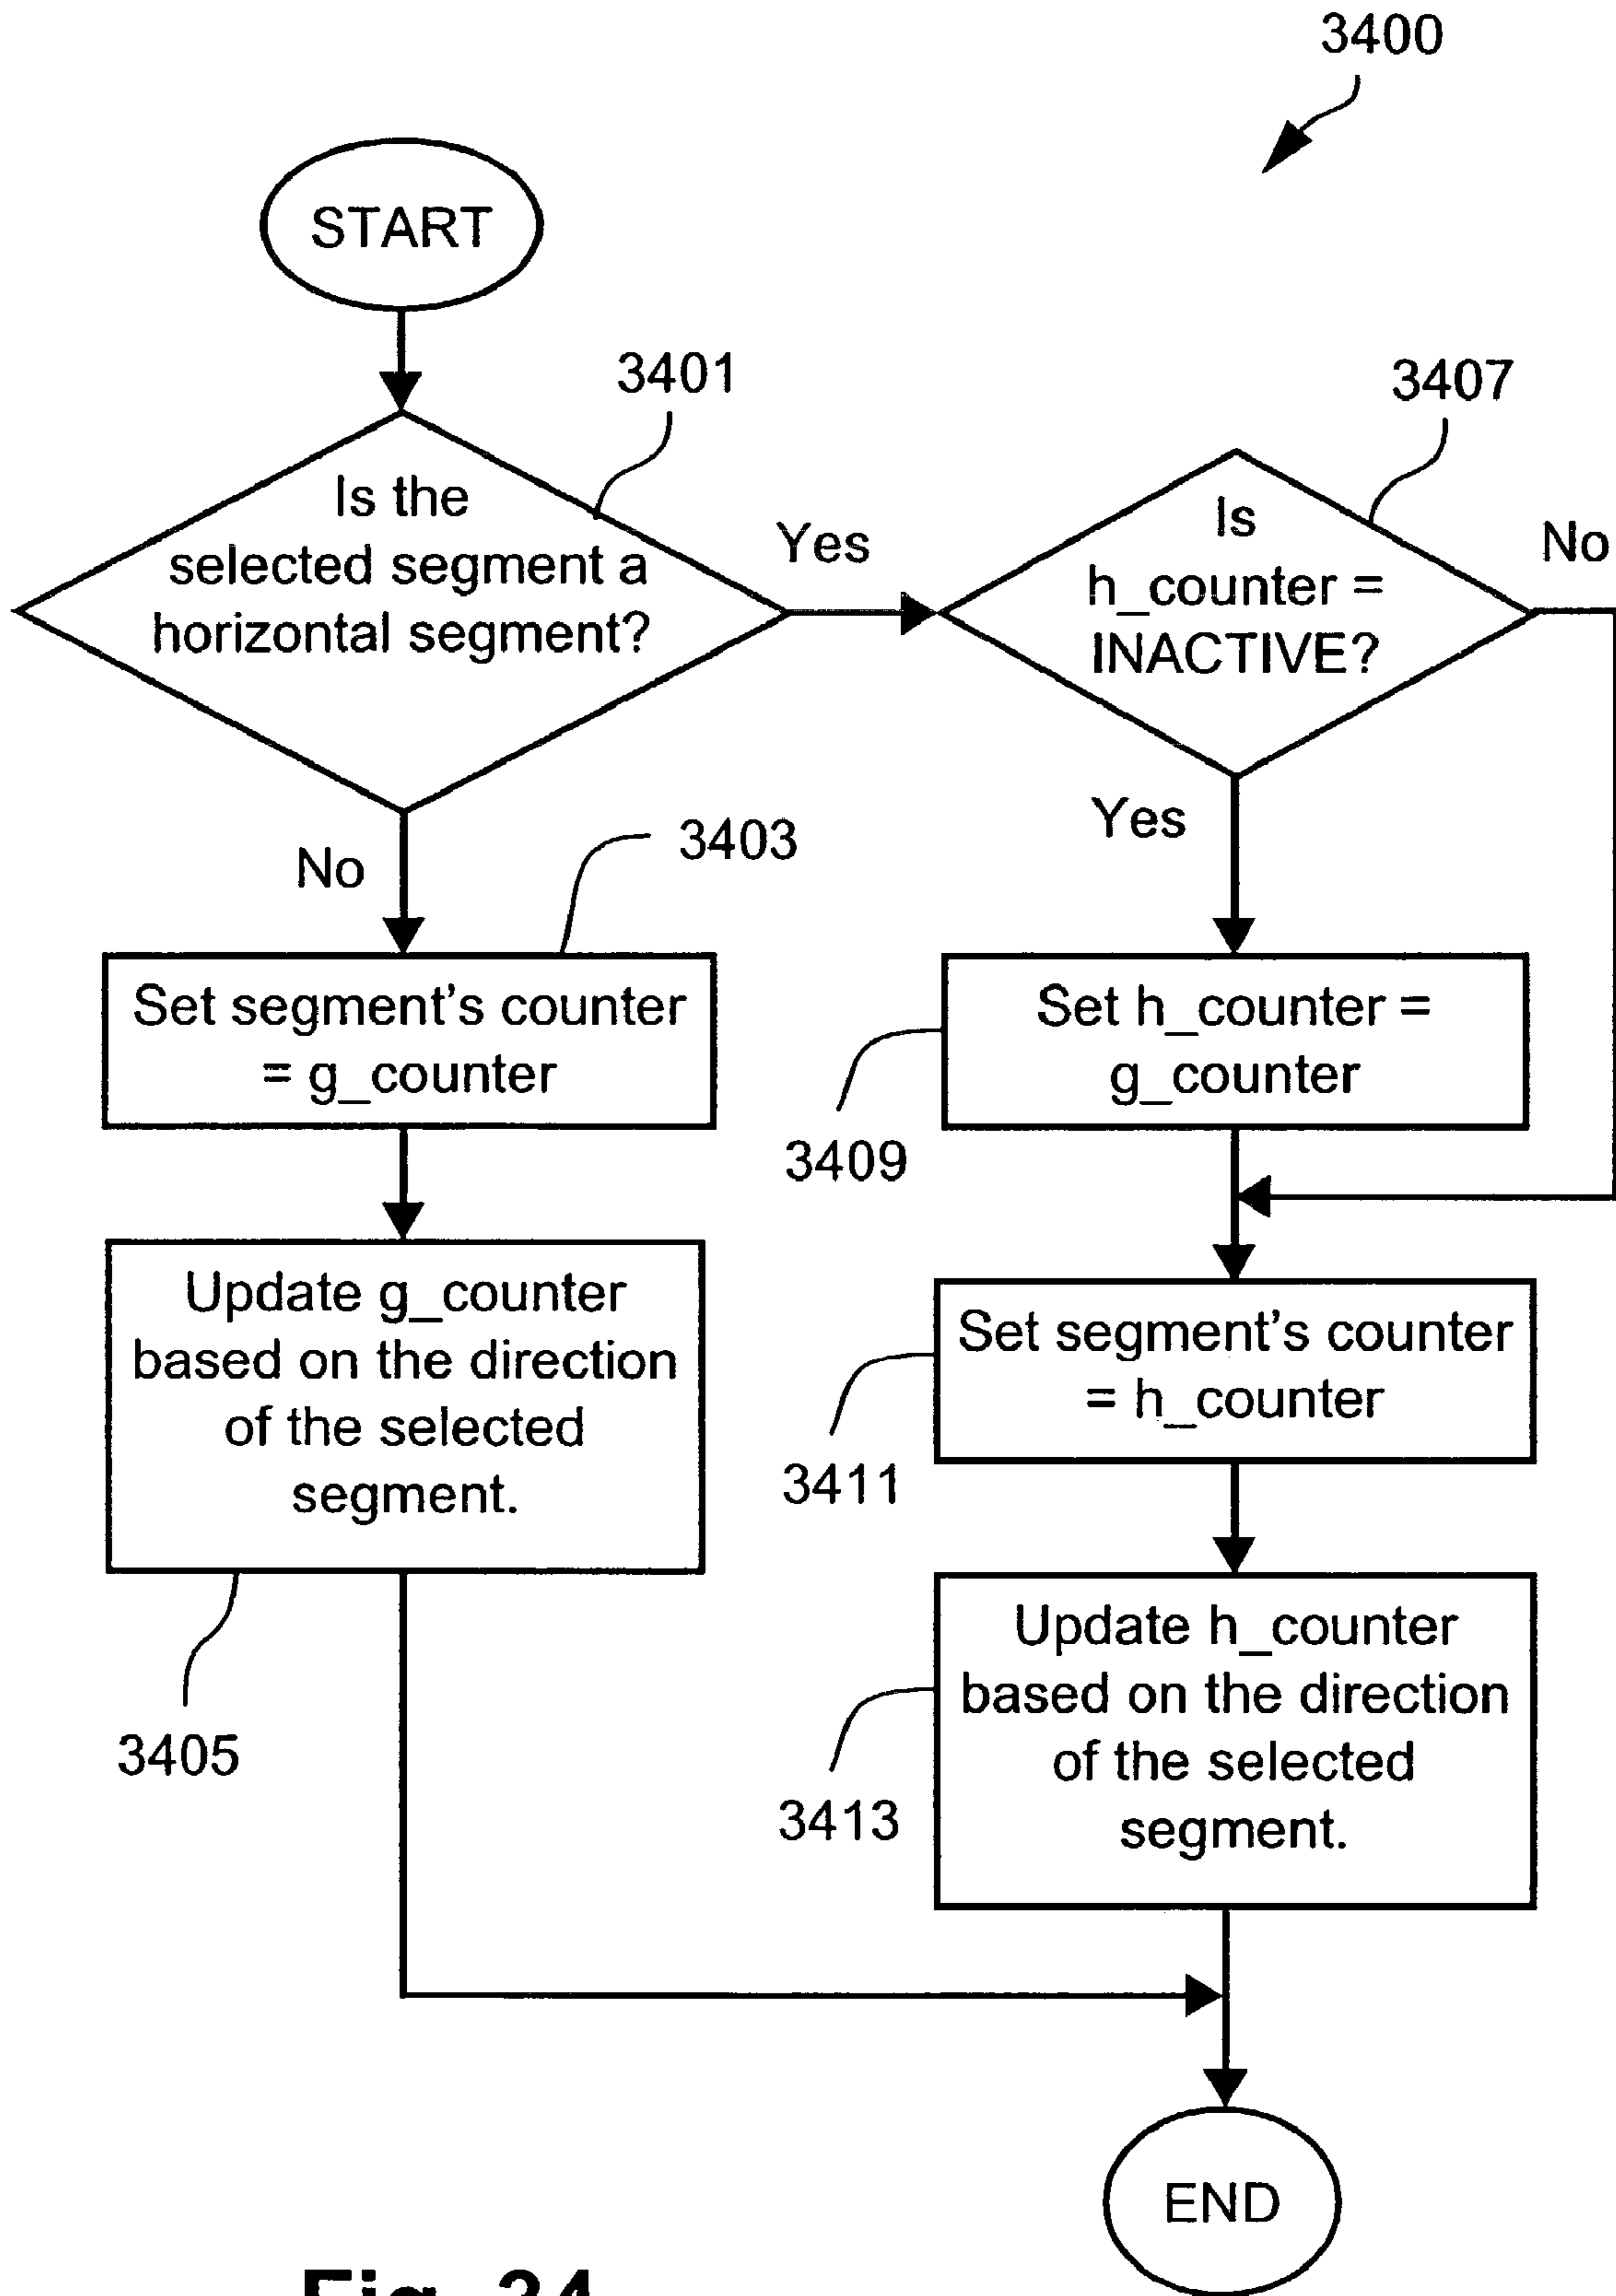 3400
START
3401
3407
Is the
selected segment a
horizontal segment?
Yes
Is
h_counter =
INACTIVE?
No
No
3403
Yes
Set segment's counter
= g_counter
Set h_counter =
g_counter
3409
Update g_counter
based on the direction
of the selected
segment.
3405
Set segment's counter
= h_counter
3411
Update h_counter
based on the direction
of the selected
segment.
3413
END